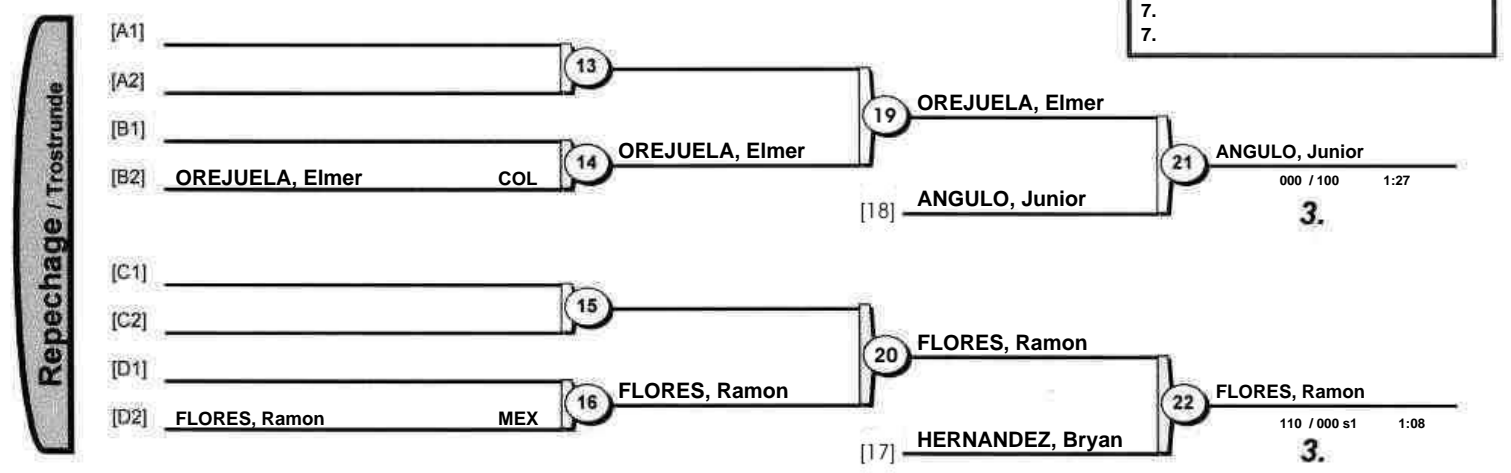 7.
7.
Repechage / Trostrunde
[A1]
13
[A2]
[B1]
19
OREJUELA, Elmer
14
OREJUELA, Elmer
21
ANGULO, Junior
[B2] OREJUELA, Elmer COL
000 / 100 1:27
[18] ANGULO, Junior
3.
[C1]
15
[C2]
20
FLORES, Ramon
[D1]
16
FLORES, Ramon
22
FLORES, Ramon
[D2] FLORES, Ramon MEX
110 / 000 s1 1:08
[17] HERNANDEZ, Bryan
3.